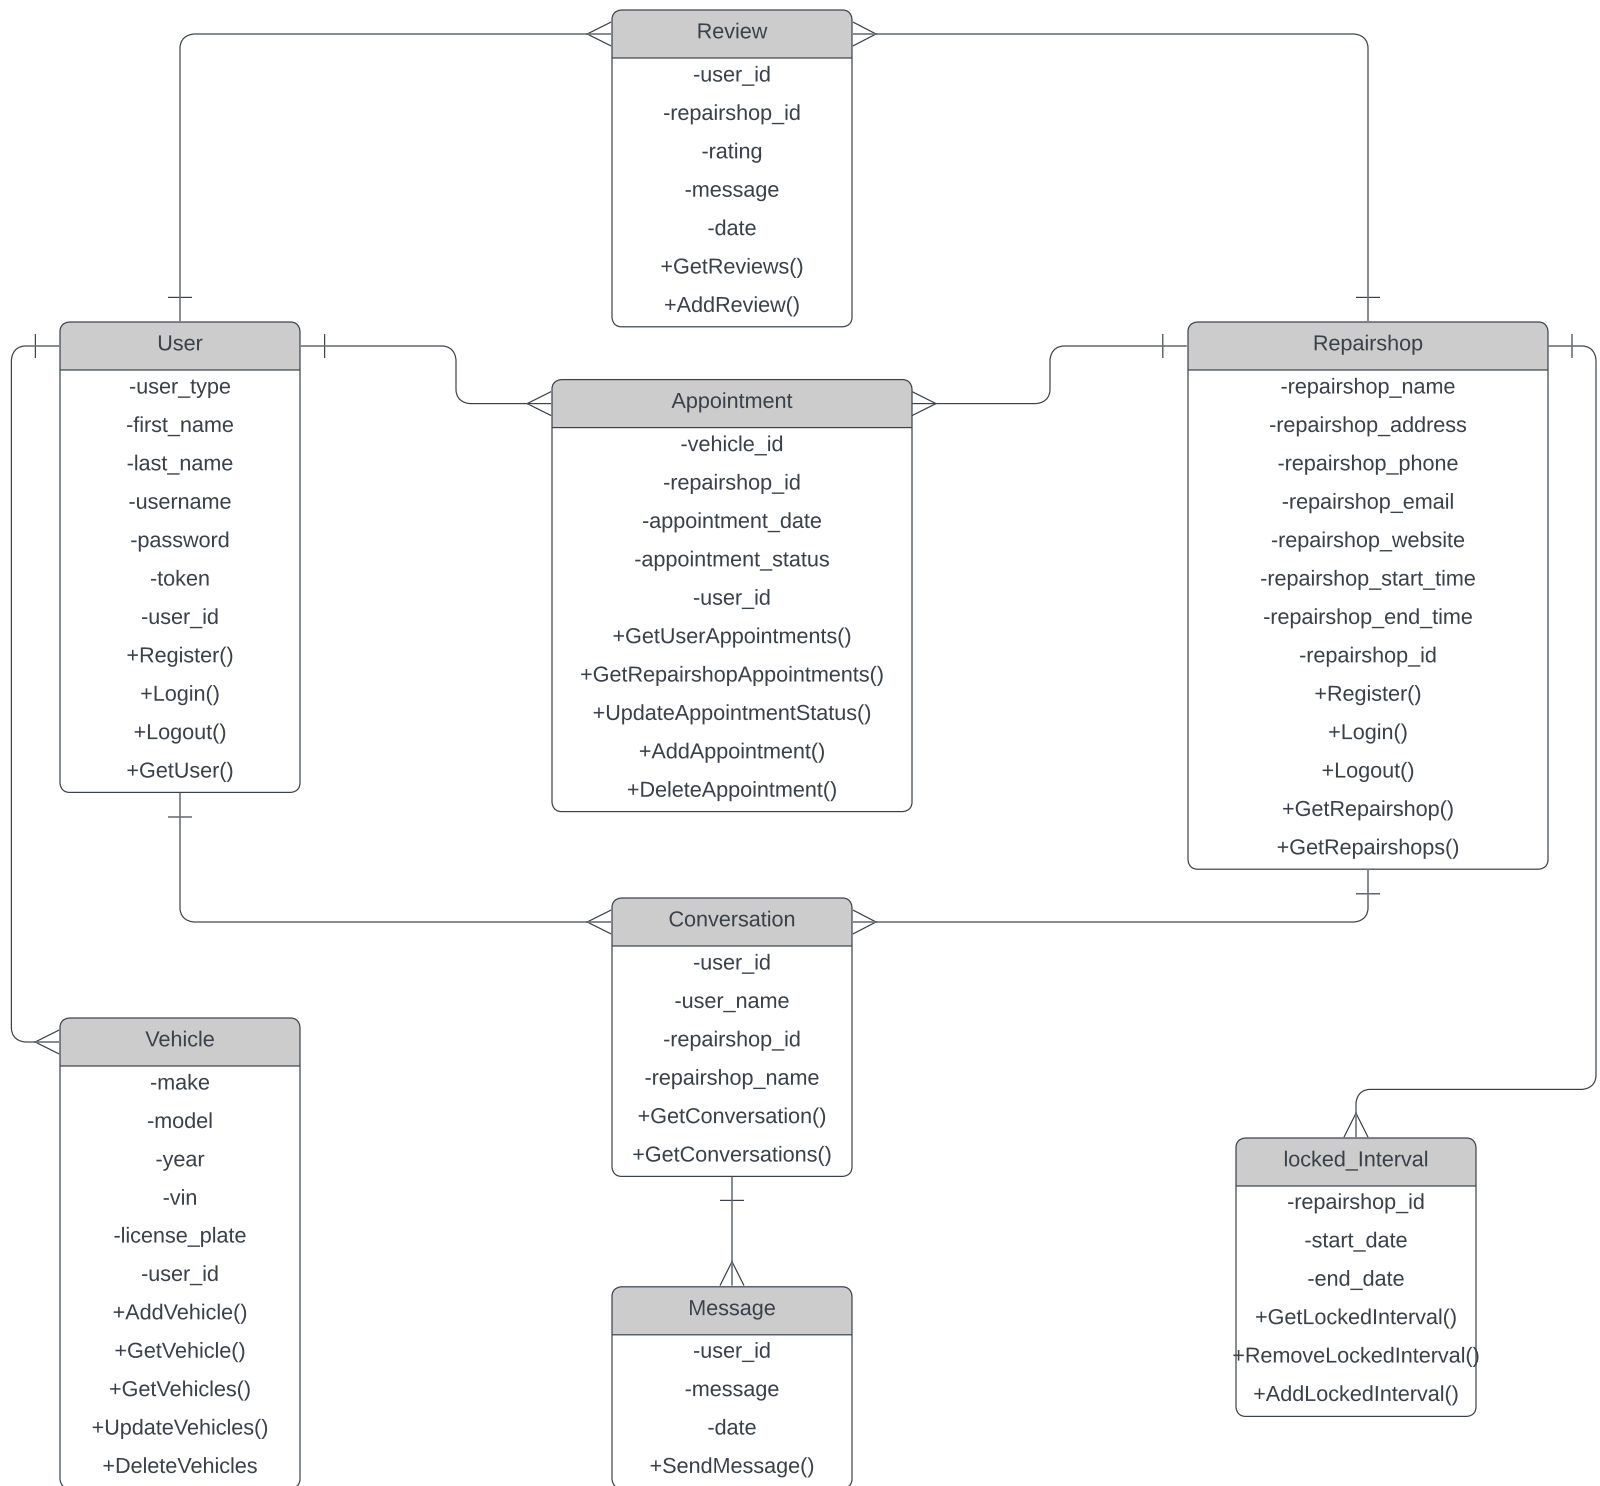 Review
-user_id
-repairshop_id
-rating
-message
-date
+GetReviews()
+AddReview()
User
-user_type
-first_name
-last_name
-username
-password
-token
-user_id
+Register()
+Login()
+Logout()
+GetUser()
Appointment
-vehicle_id
-repairshop_id
-appointment_date
-appointment_status
-user_id
+GetUserAppointments()
+GetRepairshopAppointments()
+UpdateAppointmentStatus()
+AddAppointment()
+DeleteAppointment()
Repairshop
-repairshop_name
-repairshop_address
-repairshop_phone
-repairshop_email
-repairshop_website
-repairshop_start_time
-repairshop_end_time
-repairshop_id
+Register()
+Login()
+Logout()
+GetRepairshop()
+GetRepairshops()
Conversation
-user_id
-user_name
-repairshop_id
-repairshop_name
+GetConversation()
+GetConversations()
Vehicle
-make
-model
-year
-vin
-license_plate
-user_id
+AddVehicle()
+GetVehicle()
+GetVehicles()
+UpdateVehicles()
+DeleteVehicles
Message
-user_id
-message
-date
+SendMessage()
locked_Interval
-repairshop_id
-start_date
-end_date
+GetLockedInterval()
+RemoveLockedInterval()
+AddLockedInterval()